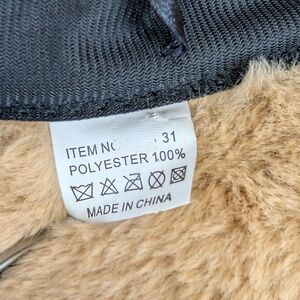 ITEM 31
POLYESTER 100%
MADE IN CHINA